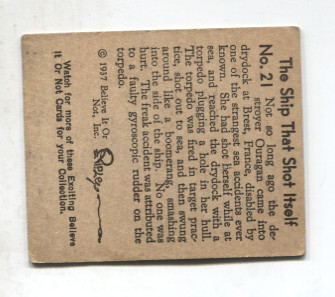 The Ship That Shot Itself
No. 21 Not so long ago the de-
stroyer Ouragan came into
drydock at Brest, France, disabled by
one of the strangest sea accidents ever
known. She had shot herself while at
sea, and reached the drydock with a
torpedo plugging a hole in her hull.
The torpedo was fired in target prac-
tice, shot out to sea, and then swung
around like a boomerang, smashing
into the side of the ship. No one was
hurt. The freak accident was attributed
to a faulty gyroscopic rudder on the
torpedo.
© 1937 Believe It Or
Not, Inc.
Ripley
Watch for more of these Exciting Believe
It Or Not Cards for your Collection.